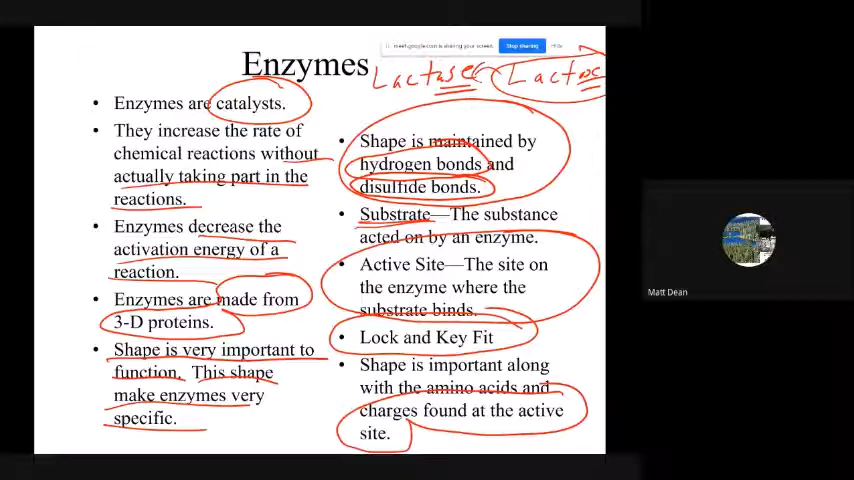 meet.google.com is sharing your screen. Stop sharing Hide
Enzymes
Lactase Lactose
• Enzymes are catalysts.
• They increase the rate of
chemical reactions without
actually taking part in the
reactions.
• Enzymes decrease the
activation energy of a
reaction.
• Enzymes are made from
3-D proteins.
• Shape is very important to
function. This shape
make enzymes very
specific.
• Shape is maintained by
hydrogen bonds and
disulfide bonds.
• Substrate—The substance
acted on by an enzyme.
• Active Site—The site on
the enzyme where the
substrate binds.
• Lock and Key Fit
• Shape is important along
with the amino acids and
charges found at the active
site.
Matt Dean